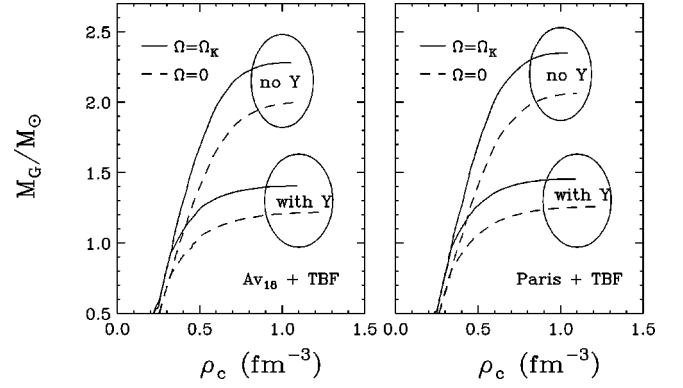 2.5
2.0
1.5
1.0
0.5
M_G/M_⊙
Ω=Ω_K
Ω=0
no Y
with Y
Av₁₈ + TBF
0.0 0.5 1.0 1.5
ρ_c (fm⁻³)
Ω=Ω_K
Ω=0
no Y
with Y
Paris + TBF
0.0 0.5 1.0 1.5
ρ_c (fm⁻³)